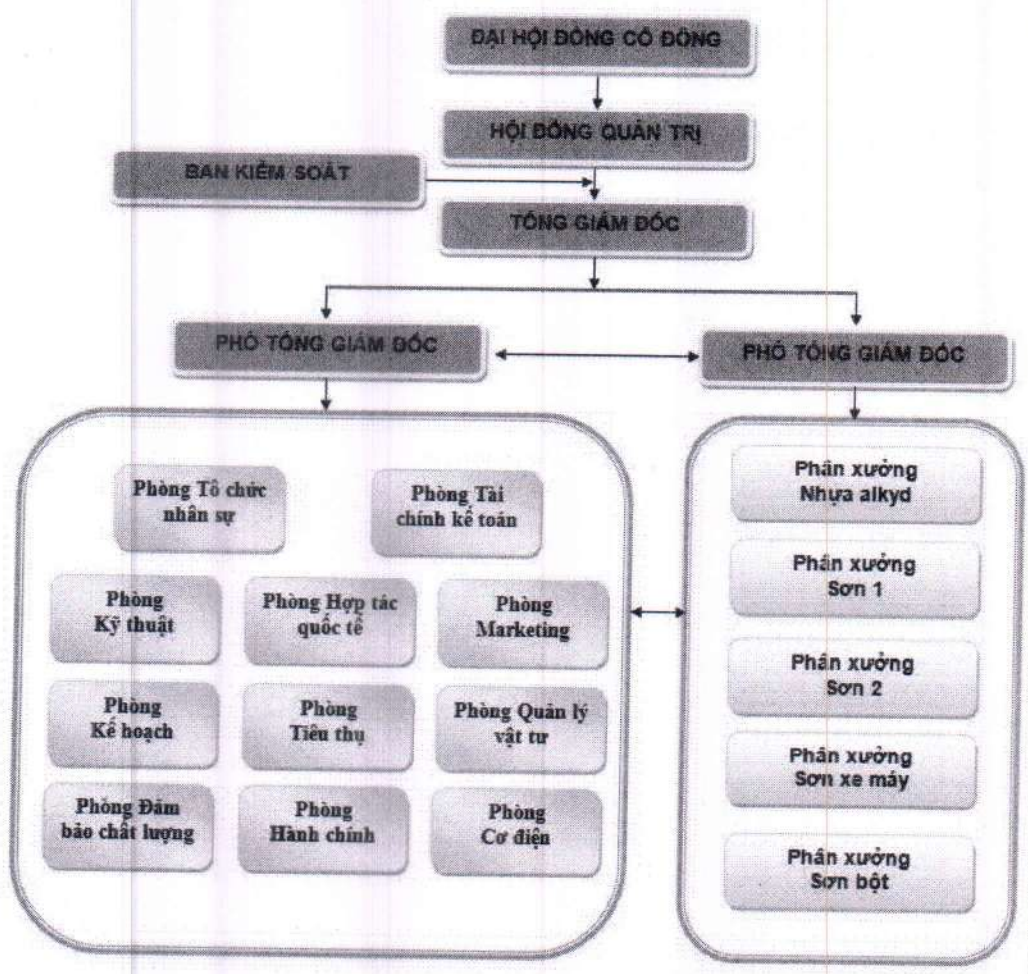 ĐẠI HỘI ĐỒNG CỔ ĐÔNG
HỘI ĐỒNG QUẢN TRỊ
BAN KIỂM SOÁT
TỔNG GIÁM ĐỐC
PHÓ TỔNG GIÁM ĐỐC
PHÓ TỔNG GIÁM ĐỐC
Phòng Tổ chức
nhân sự
Phòng Tài
chính kế toán
Phòng
Kỹ thuật
Phòng Hợp tác
quốc tế
Phòng
Marketing
Phòng
Kế hoạch
Phòng
Tiêu thụ
Phòng Quản lý
vật tư
Phòng Đảm
bảo chất lượng
Phòng
Hành chính
Phòng
Cơ điện
Phân xưởng
Nhựa alkyd
Phân xưởng
Sơn 1
Phân xưởng
Sơn 2
Phân xưởng
Sơn xe máy
Phân xưởng
Sơn bột